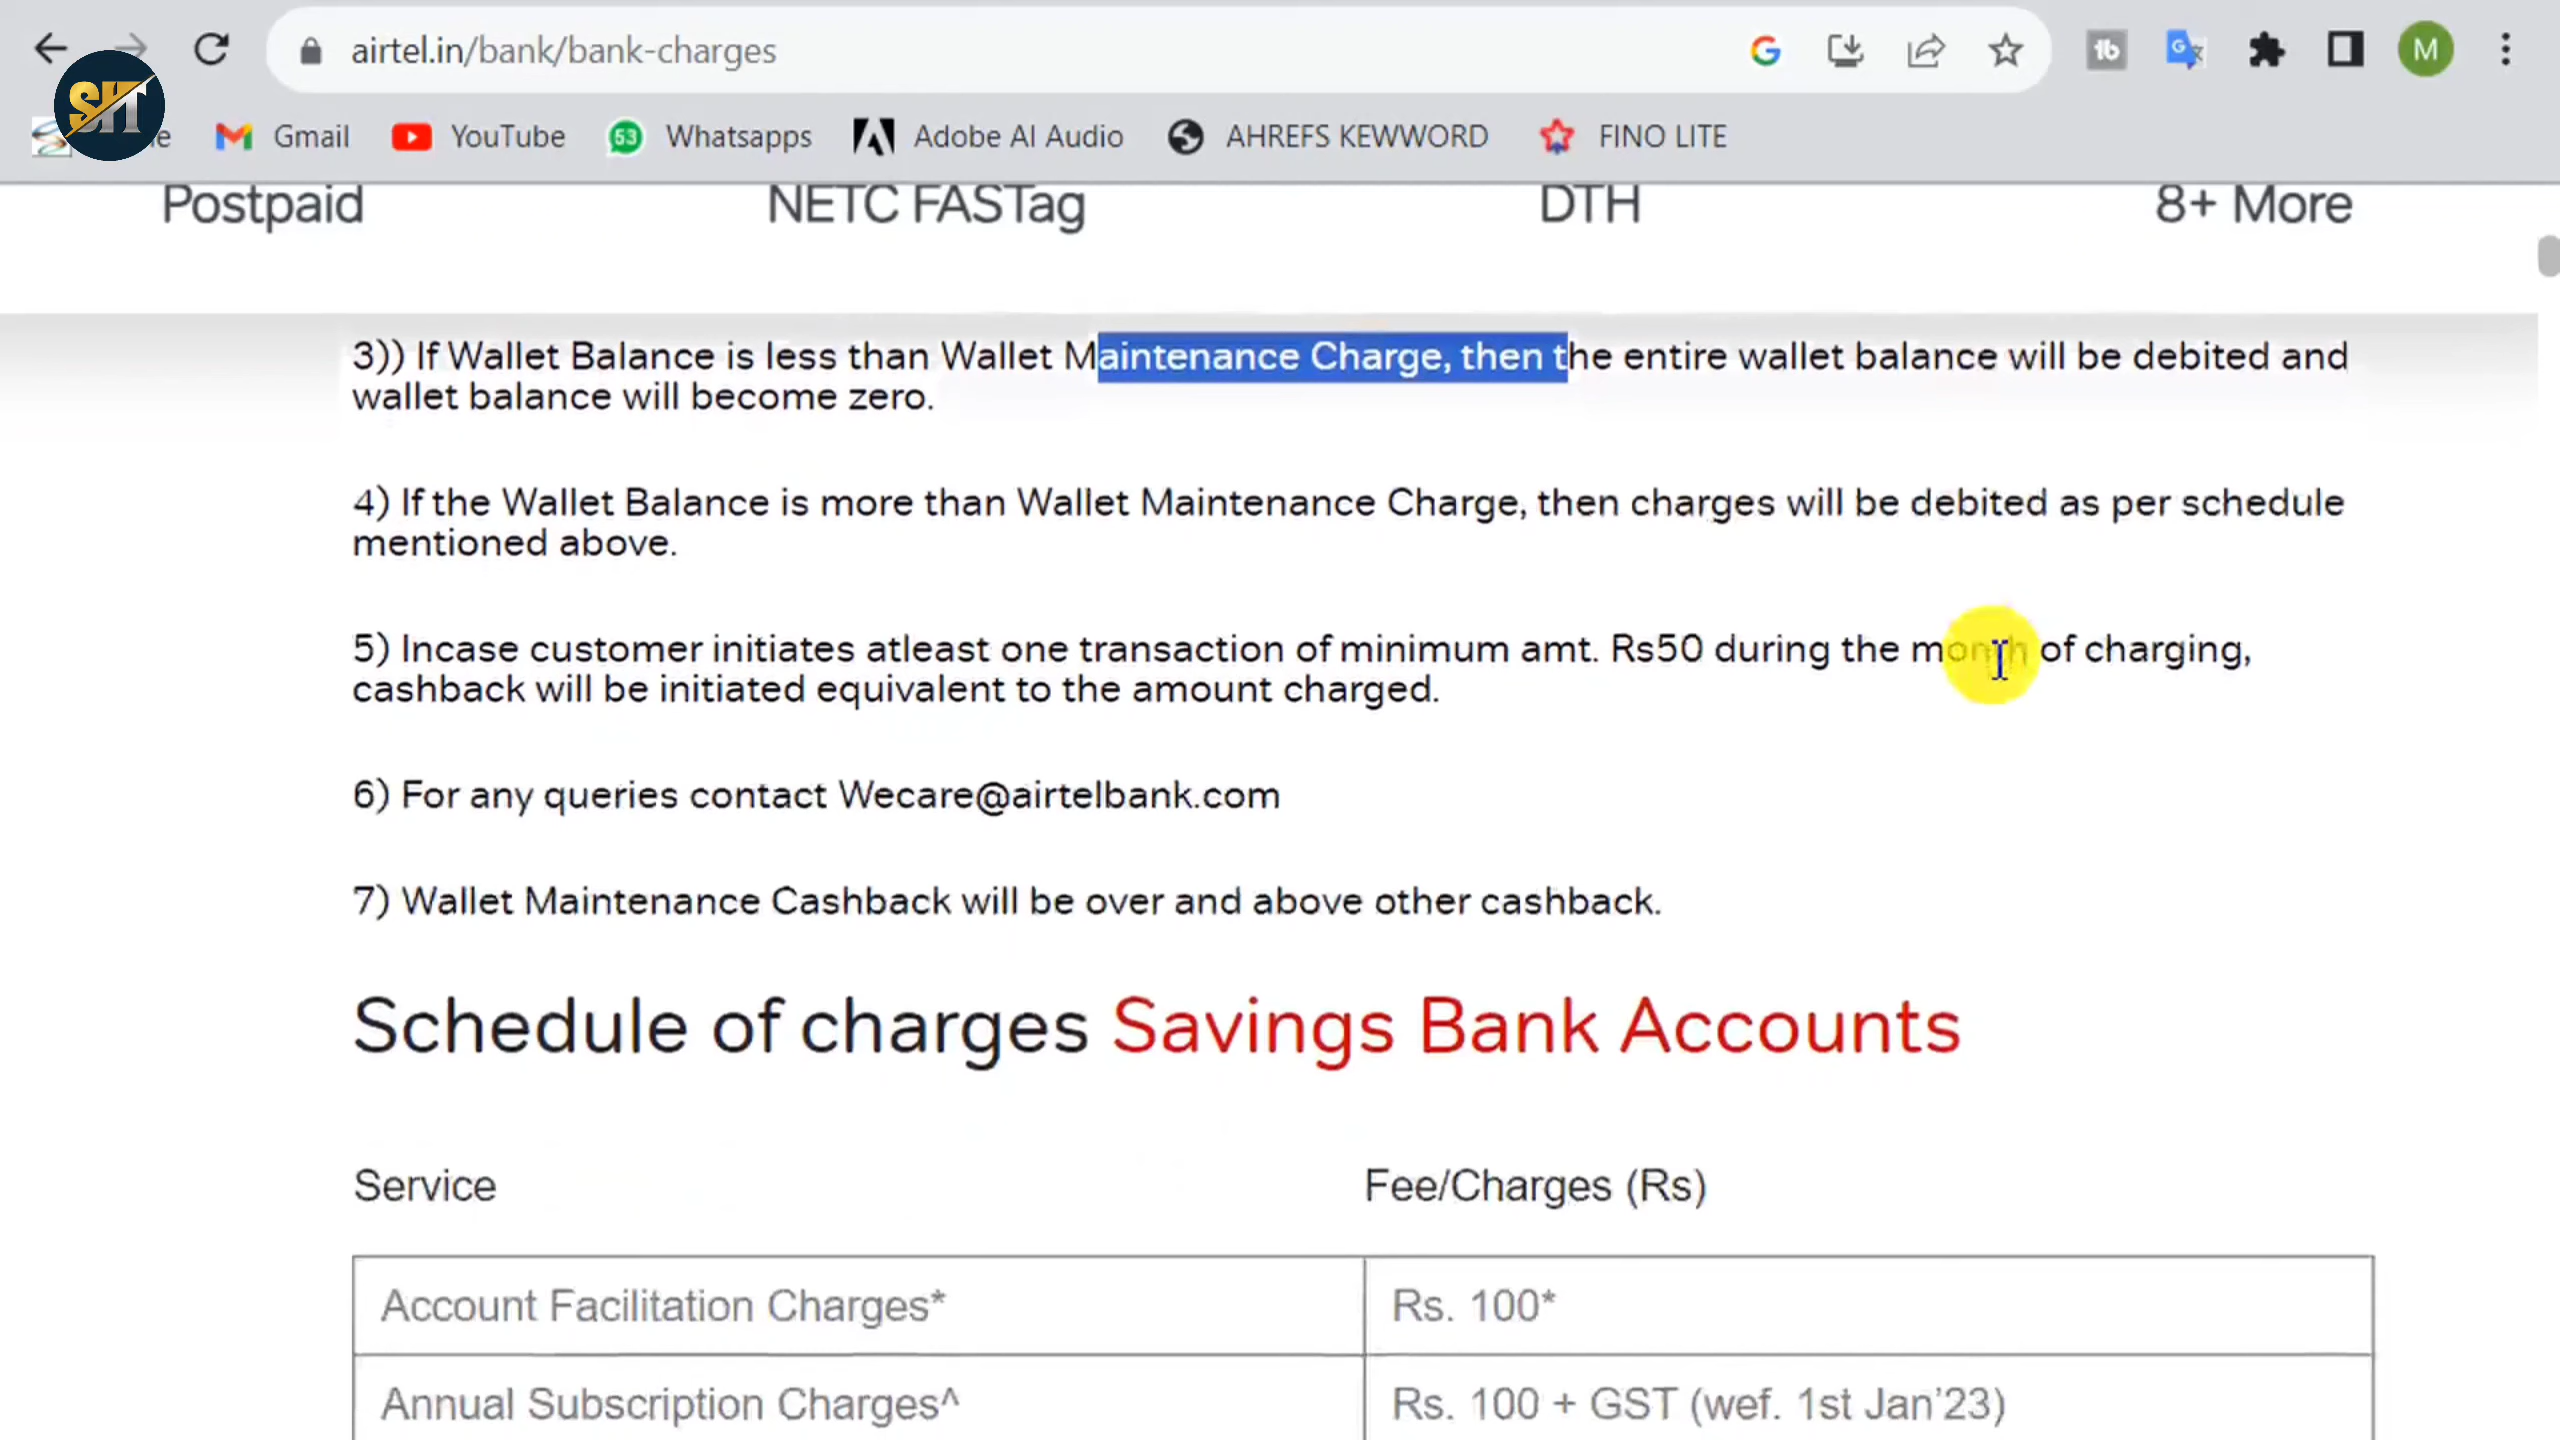 airtel.in/bank/bank-charges
SHT
Gmail YouTube 53 Whatsapps Adobe AI Audio AHREFS KEWWORD FINO LITE
tb G M
Postpaid NETC FASTag DTH 8+ More
3)) If Wallet Balance is less than Wallet Maintenance Charge, then the entire wallet balance will be debited and
wallet balance will become zero.
4) If the Wallet Balance is more than Wallet Maintenance Charge, then charges will be debited as per schedule
mentioned above.
5) Incase customer initiates atleast one transaction of minimum amt. Rs50 during the month of charging,
cashback will be initiated equivalent to the amount charged.
6) For any queries contact Wecare@airtelbank.com
7) Wallet Maintenance Cashback will be over and above other cashback.
Schedule of charges Savings Bank Accounts
Service Fee/Charges (Rs)
Account Facilitation Charges* Rs. 100*
Annual Subscription Charges^ Rs. 100 + GST (wef. 1st Jan’23)